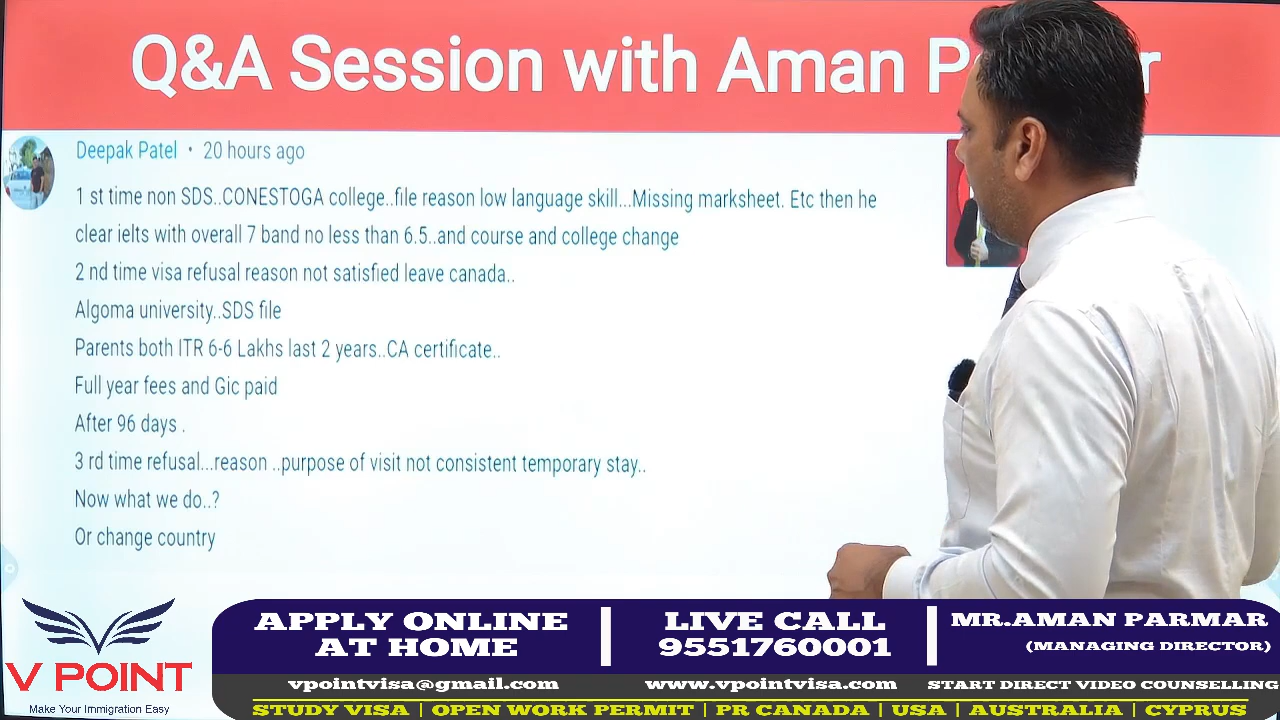 Q&A Session with Aman P r
Deepak Patel • 20 hours ago
1 st time non SDS..CONESTOGA college..file reason low language skill...Missing marksheet. Etc then he
clear ielts with overall 7 band no less than 6.5..and course and college change
2 nd time visa refusal reason not satisfied leave canada..
Algoma university..SDS file
Parents both ITR 6-6 Lakhs last 2 years..CA certificate..
Full year fees and Gic paid
After 96 days .
3 rd time refusal...reason ..purpose of visit not consistent temporary stay..
Now what we do..?
Or change country
V POINT
Make Your Immigration Easy
APPLY ONLINE
AT HOME
LIVE CALL
9551760001
MR.AMAN PARMAR
(MANAGING DIRECTOR)
vpointvisa@gmail.com
www.vpointvisa.com
START DIRECT VIDEO COUNSELLING
STUDY VISA | OPEN WORK PERMIT | PR CANADA | USA | AUSTRALIA | CYPRUS